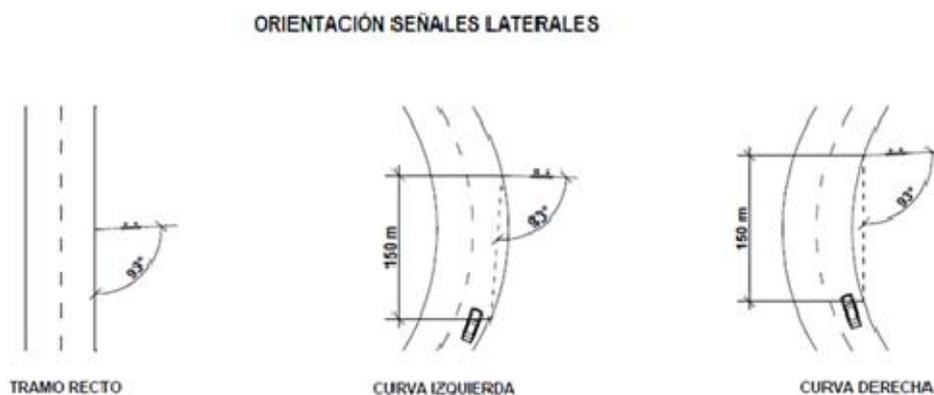 ORIENTACIÓN SEÑALES LATERALES
93°
150 m
93°
150 m
93°
TRAMO RECTO
CURVA IZQUIERDA
CURVA DERECHA